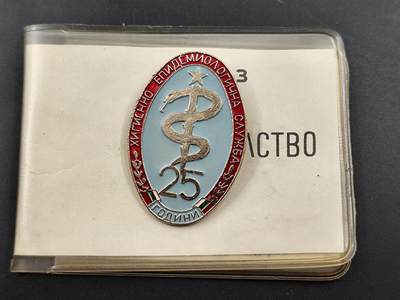 З
ЛСТВО
ХИГИЕННО ЕПИДЕМИОЛОГИЧНА СЛУЖБА
25
ГОДИНИ